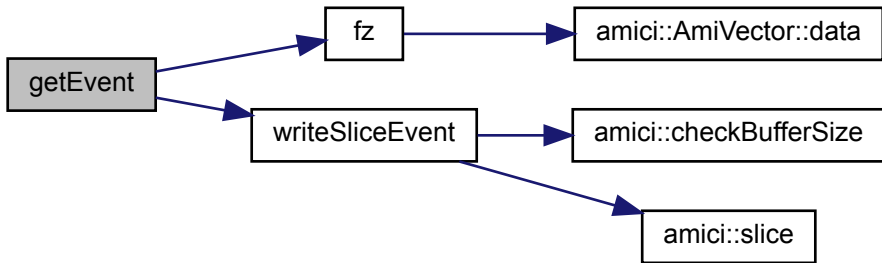 fz
amici::AmiVector::data
getEvent
writeSliceEvent
amici::checkBufferSize
amici::slice